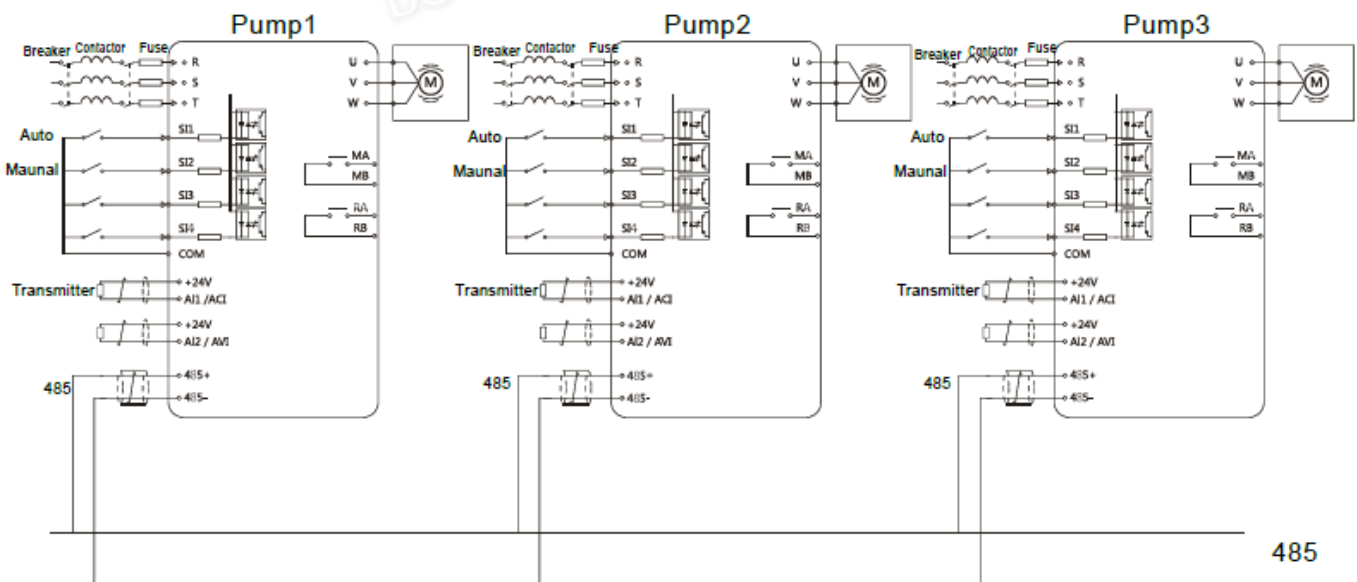 Pump1
Breaker Contactor Fuse
R
S
T
U
V
W
M
Auto
Maunal
SI1
SI2
SI3
SI4
COM
MA
MB
RA
RB
Transmitter
+24V
AI1 /ACI
+24V
AI2 / AVI
485
485+
485-
Pump2
Breaker Contactor Fuse
R
S
T
U
V
W
M
Auto
Maunal
SI1
SI2
SI3
SI4
COM
MA
MB
RA
RB
Transmitter
+24V
AI1 / ACI
+24V
AI2 / AVI
485
485+
485-
Pump3
Breaker Contactor Fuse
R
S
T
U
V
W
M
Auto
Maunal
SI1
SI2
SI3
SI4
COM
MA
MB
RA
RB
Transmitter
+24V
AI1 / ACI
+24V
AI2 / AVI
485
485+
485-
485